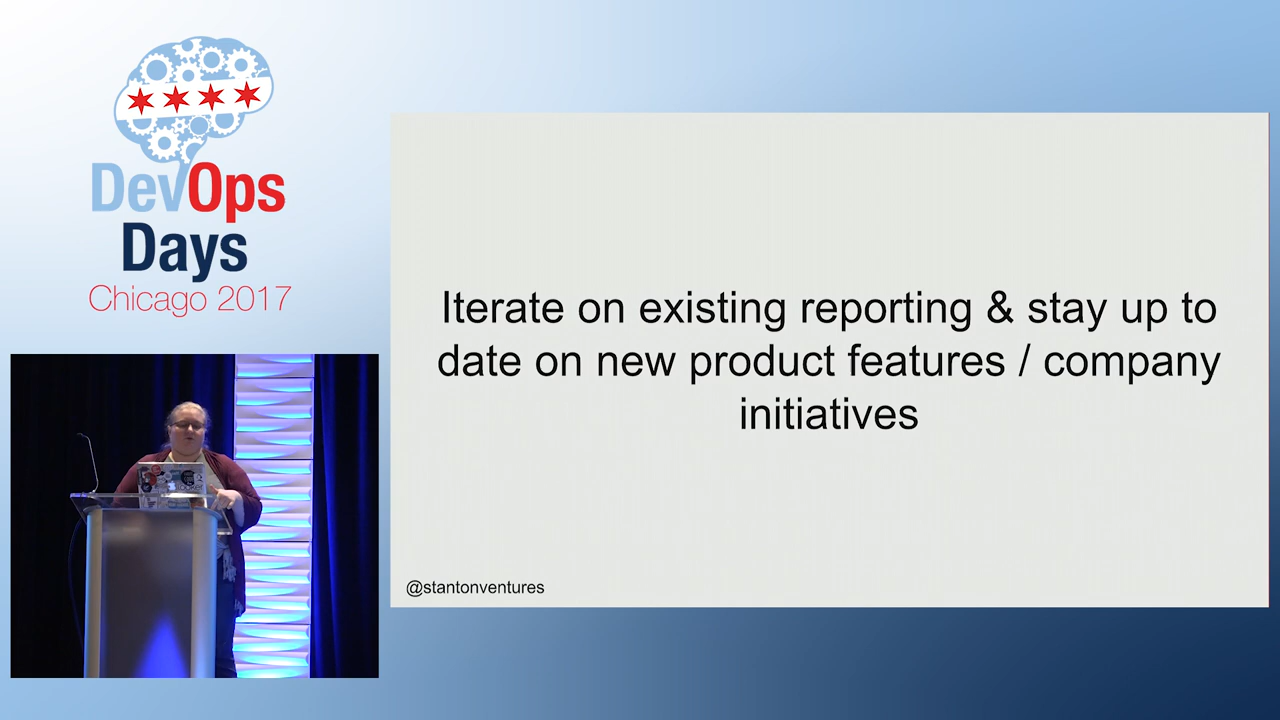 DevOps
Days
Chicago 2017
Iterate on existing reporting & stay up to
date on new product features / company
initiatives
@stantonventures